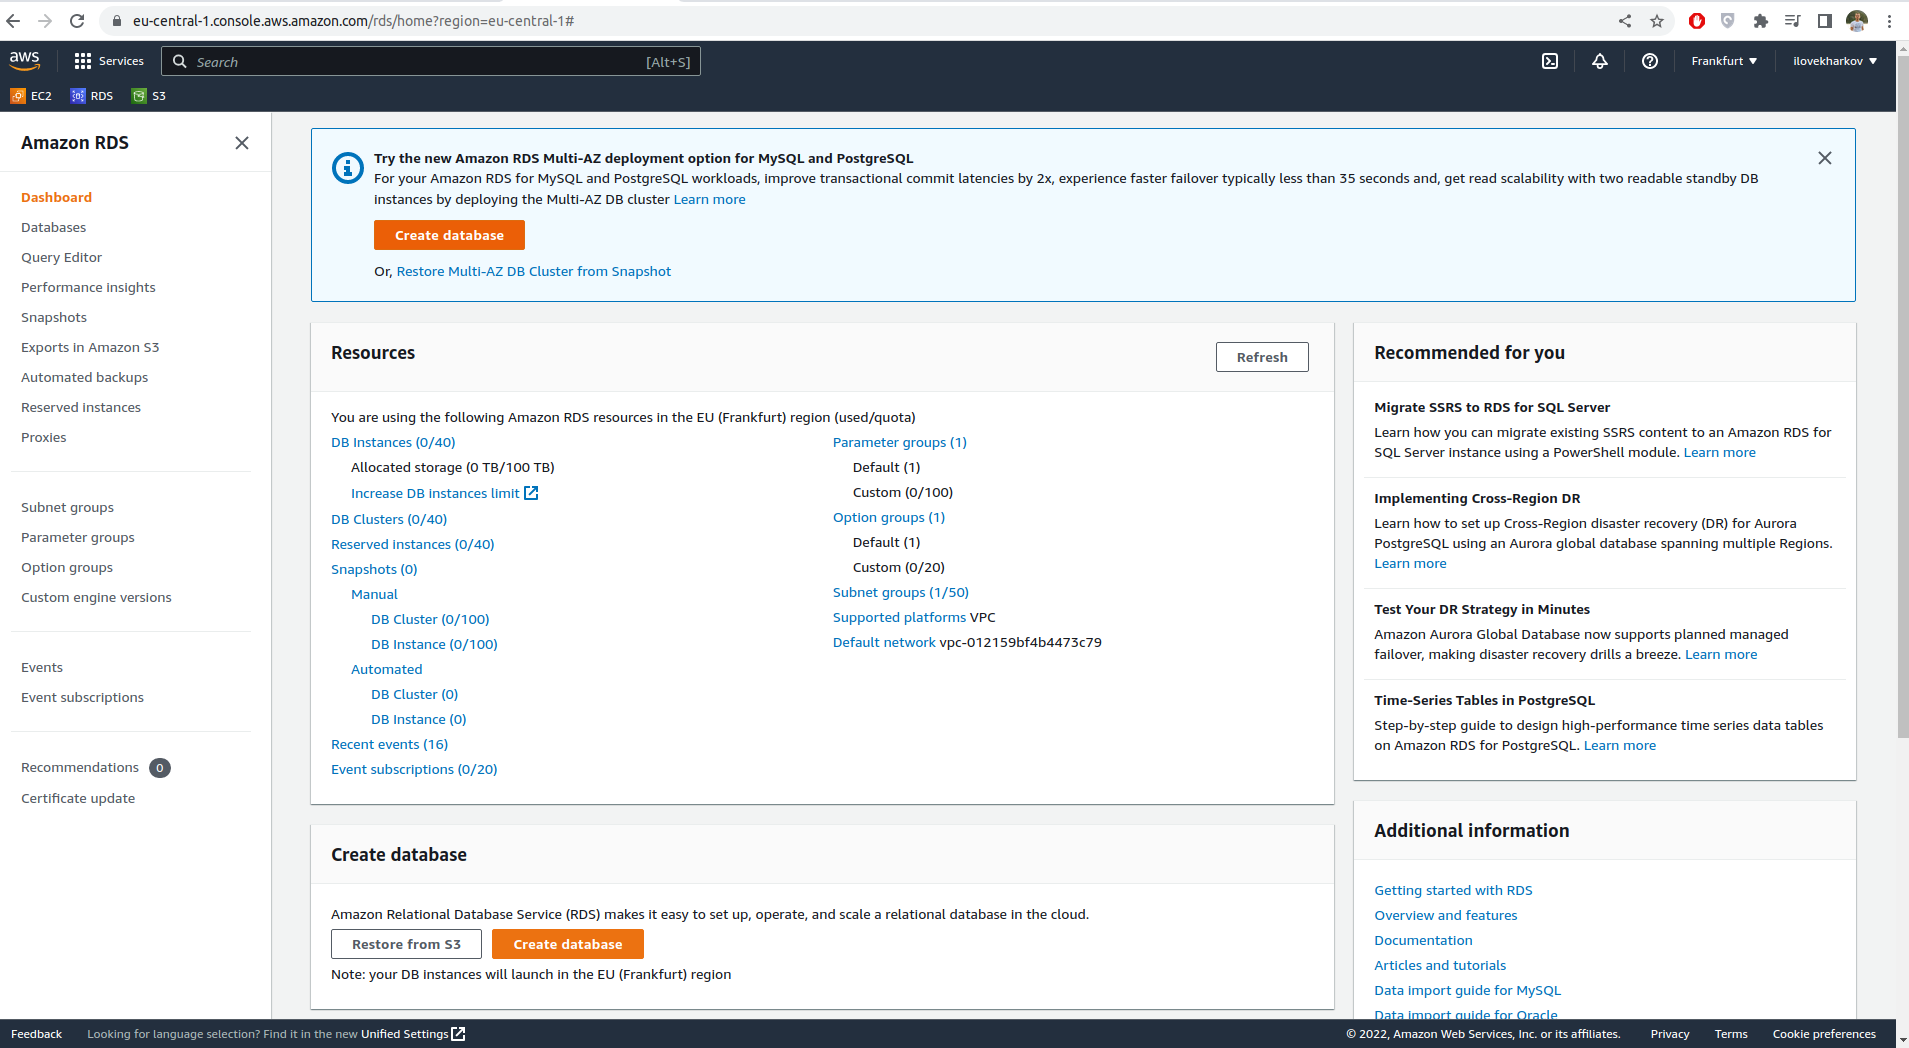 eu-central-1.console.aws.amazon.com/rds/home?region=eu-central-1#
aws
Services
Search
[Alt+S]
Frankfurt
ilovekharkov
EC2
RDS
S3
Amazon RDS
Dashboard
Databases
Query Editor
Performance insights
Snapshots
Exports in Amazon S3
Automated backups
Reserved instances
Proxies
Subnet groups
Parameter groups
Option groups
Custom engine versions
Events
Event subscriptions
Recommendations 0
Certificate update
Try the new Amazon RDS Multi-AZ deployment option for MySQL and PostgreSQL
For your Amazon RDS for MySQL and PostgreSQL workloads, improve transactional commit latencies by 2x, experience faster failover typically less than 35 seconds and, get read scalability with two readable standby DB
instances by deploying the Multi-AZ DB cluster Learn more
Create database
Or, Restore Multi-AZ DB Cluster from Snapshot
Resources
Refresh
You are using the following Amazon RDS resources in the EU (Frankfurt) region (used/quota)
DB Instances (0/40)
Allocated storage (0 TB/100 TB)
Increase DB instances limit
DB Clusters (0/40)
Reserved instances (0/40)
Snapshots (0)
Manual
DB Cluster (0/100)
DB Instance (0/100)
Automated
DB Cluster (0)
DB Instance (0)
Recent events (16)
Event subscriptions (0/20)
Parameter groups (1)
Default (1)
Custom (0/100)
Option groups (1)
Default (1)
Custom (0/20)
Subnet groups (1/50)
Supported platforms VPC
Default network vpc-012159bf4b4473c79
Create database
Amazon Relational Database Service (RDS) makes it easy to set up, operate, and scale a relational database in the cloud.
Restore from S3
Create database
Note: your DB instances will launch in the EU (Frankfurt) region
Recommended for you
Migrate SSRS to RDS for SQL Server
Learn how you can migrate existing SSRS content to an Amazon RDS for
SQL Server instance using a PowerShell module. Learn more
Implementing Cross-Region DR
Learn how to set up Cross-Region disaster recovery (DR) for Aurora
PostgreSQL using an Aurora global database spanning multiple Regions.
Learn more
Test Your DR Strategy in Minutes
Amazon Aurora Global Database now supports planned managed
failover, making disaster recovery drills a breeze. Learn more
Time-Series Tables in PostgreSQL
Step-by-step guide to design high-performance time series data tables
on Amazon RDS for PostgreSQL. Learn more
Additional information
Getting started with RDS
Overview and features
Documentation
Articles and tutorials
Data import guide for MySQL
Data import guide for Oracle
Feedback
Looking for language selection? Find it in the new Unified Settings
© 2022, Amazon Web Services, Inc. or its affiliates.
Privacy
Terms
Cookie preferences